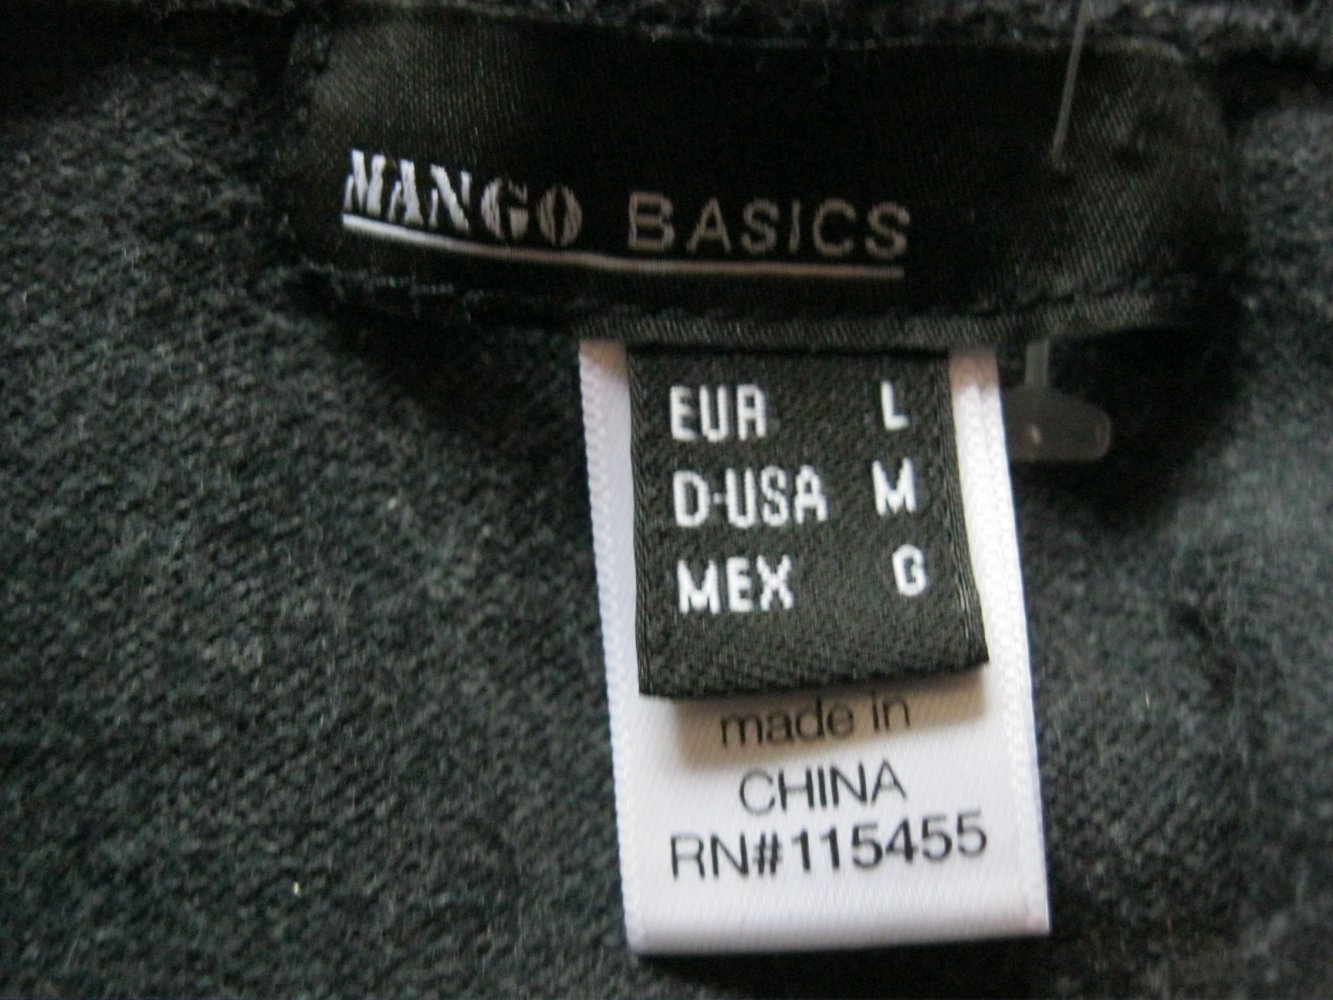 MANGO BASICS
EUR L
D-USA M
MEX G
made in
CHINA
RN#115455